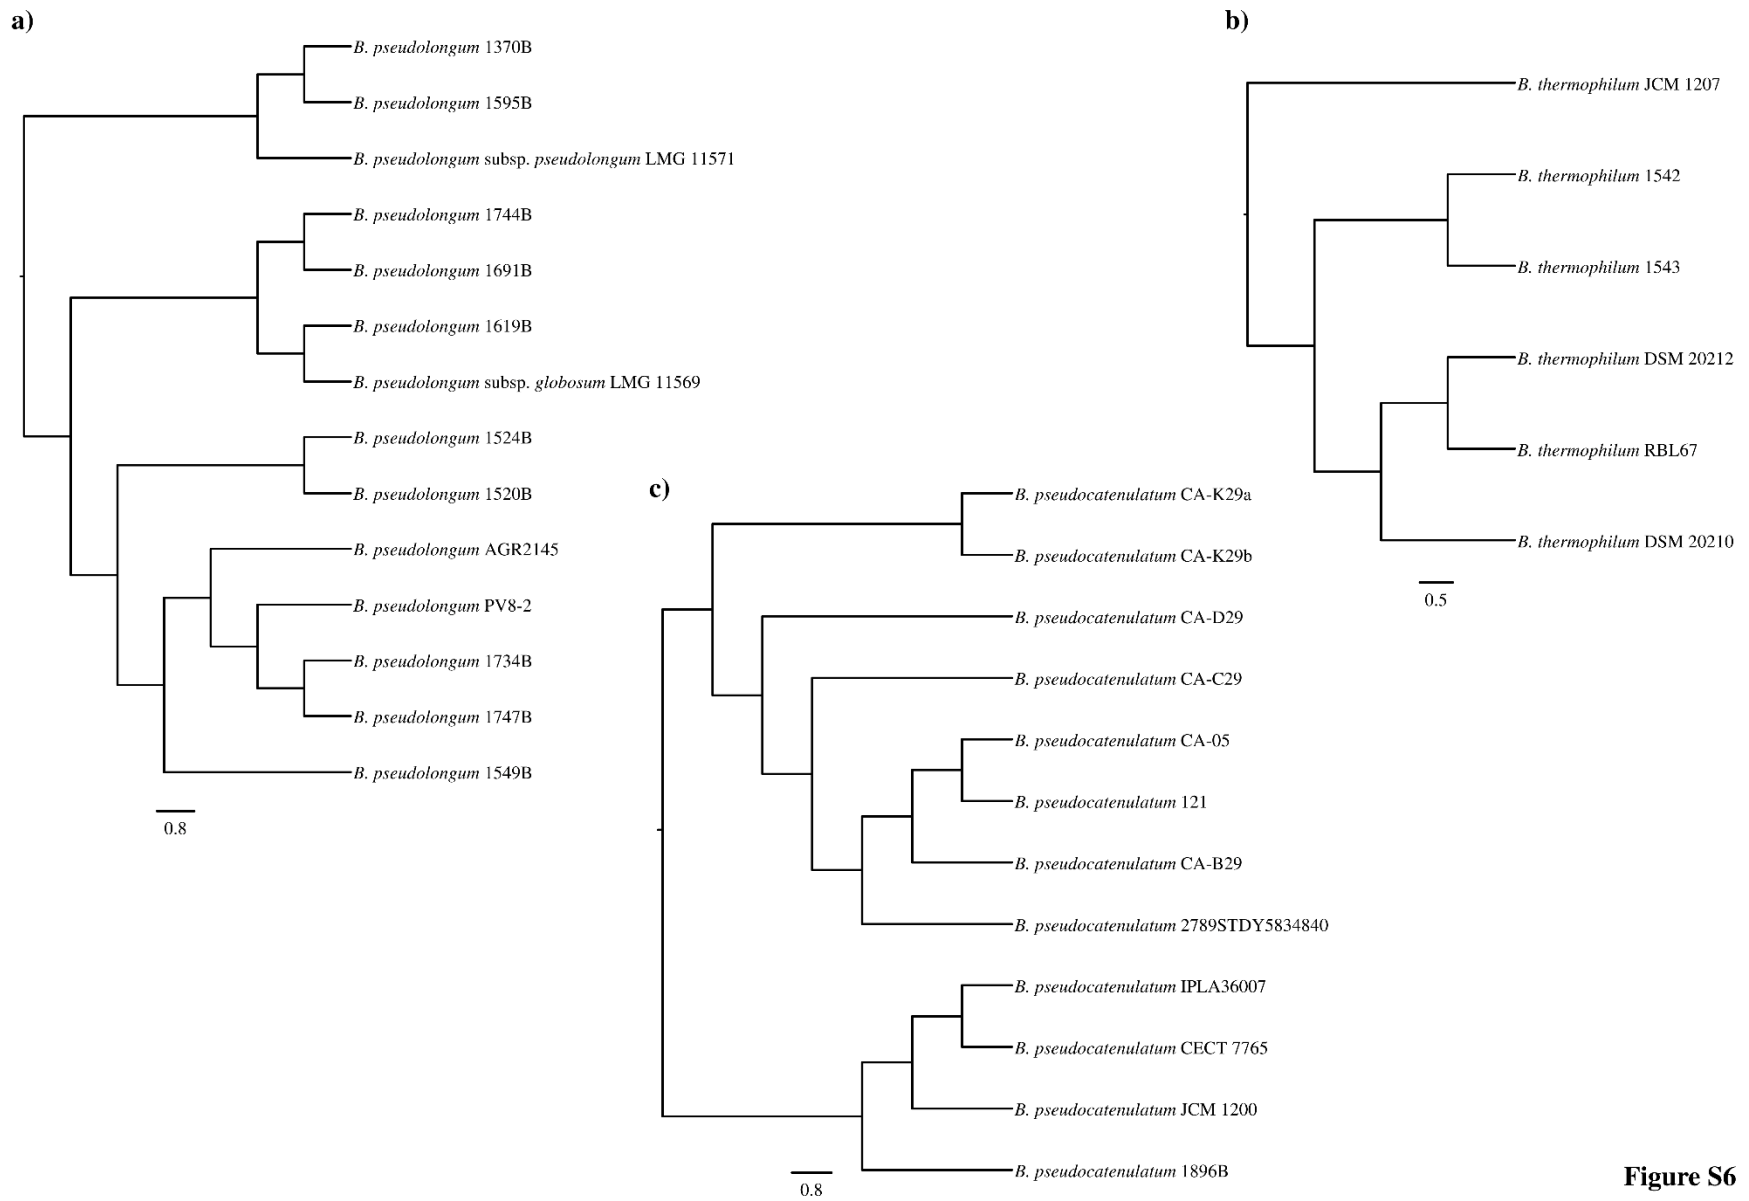 a)
B. pseudolongum 1370B
B. pseudolongum 1595B
B. pseudolongum subsp. pseudolongum LMG 11571
B. pseudolongum 1744B
B. pseudolongum 1691B
B. pseudolongum 1619B
B. pseudolongum subsp. globosum LMG 11569
B. pseudolongum 1524B
B. pseudolongum 1520B
B. pseudolongum AGR2145
B. pseudolongum PV8-2
B. pseudolongum 1734B
B. pseudolongum 1747B
B. pseudolongum 1549B
0.8
b)
B. thermophilum JCM 1207
B. thermophilum 1542
B. thermophilum 1543
B. thermophilum DSM 20212
B. thermophilum RBL67
B. thermophilum DSM 20210
0.5
c)
B. pseudocatenulatum CA-K29a
B. pseudocatenulatum CA-K29b
B. pseudocatenulatum CA-D29
B. pseudocatenulatum CA-C29
B. pseudocatenulatum CA-05
B. pseudocatenulatum 121
B. pseudocatenulatum CA-B29
B. pseudocatenulatum 2789STDY5834840
B. pseudocatenulatum IPLA36007
B. pseudocatenulatum CECT 7765
B. pseudocatenulatum JCM 1200
B. pseudocatenulatum 1896B
0.8
Figure S6